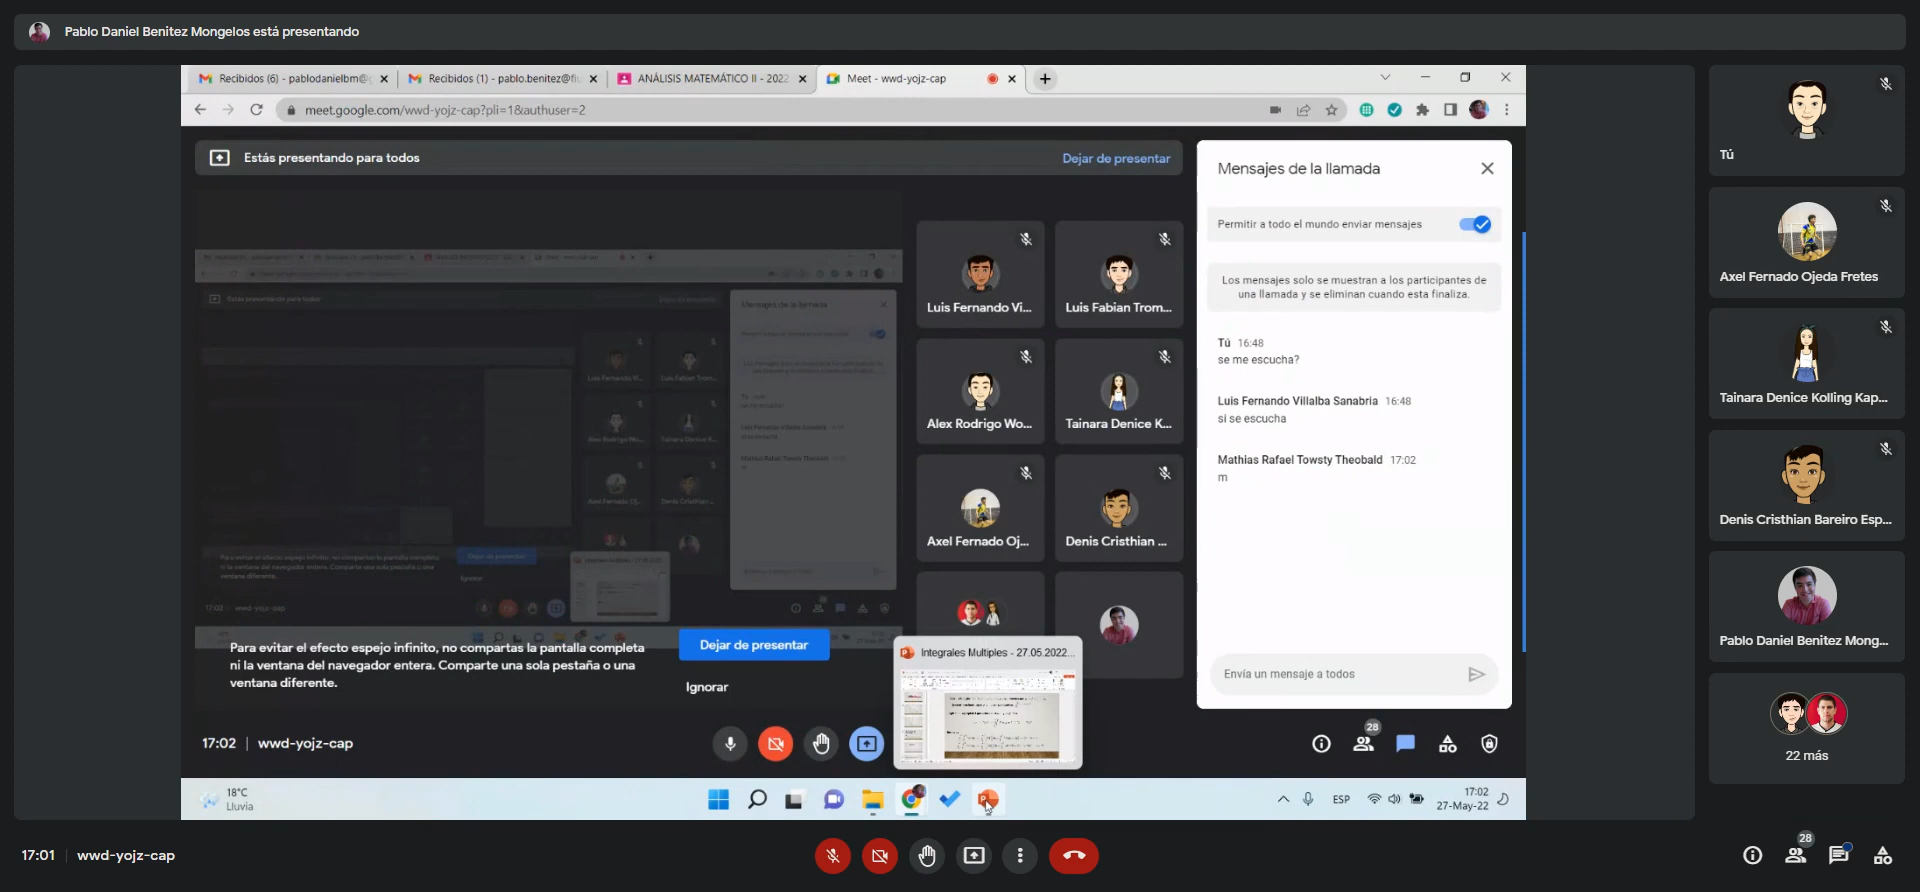 Pablo Daniel Benitez Mongelos está presentando
Recibidos (6) - pablodanielbm@
Recibidos (1) - pablo.benitez@fi
ANÁLISIS MATEMÁTICO II - 2022
Meet - wwd-yojz-cap
meet.google.com/wwd-yojz-cap?pli=1&authuser=2
Estás presentando para todos
Dejar de presentar
Mensajes de la llamada
Permitir a todo el mundo enviar mensajes
Los mensajes solo se muestran a los participantes de
una llamada y se eliminan cuando esta finaliza.
Tú 16:48
se me escucha?
Luis Fernando Villalba Sanabria 16:48
si se escucha
Mathias Rafael Towsty Theobald 17:02
m
Envía un mensaje a todos
Luis Fernando Vi...
Luis Fabian Trom...
Alex Rodrigo Wo...
Tainara Denice K...
Axel Fernado Oj...
Denis Cristhian ...
Mensajes de la llamada
Para evitar el efecto espejo infinito, no compartas la pantalla completa
ni la ventana del navegador entera. Comparte una sola pestaña o una
ventana diferente.
Dejar de presentar
Ignorar
Integrales Multiples - 27.05.2022...
17:02 | wwd-yojz-cap
28
18°C
Lluvia
ESP
17:02
27-May-22
Tú
Axel Fernado Ojeda Fretes
Tainara Denice Kolling Kap...
Denis Cristhian Bareiro Esp...
Pablo Daniel Benitez Mong...
22 más
17:01 | wwd-yojz-cap
28